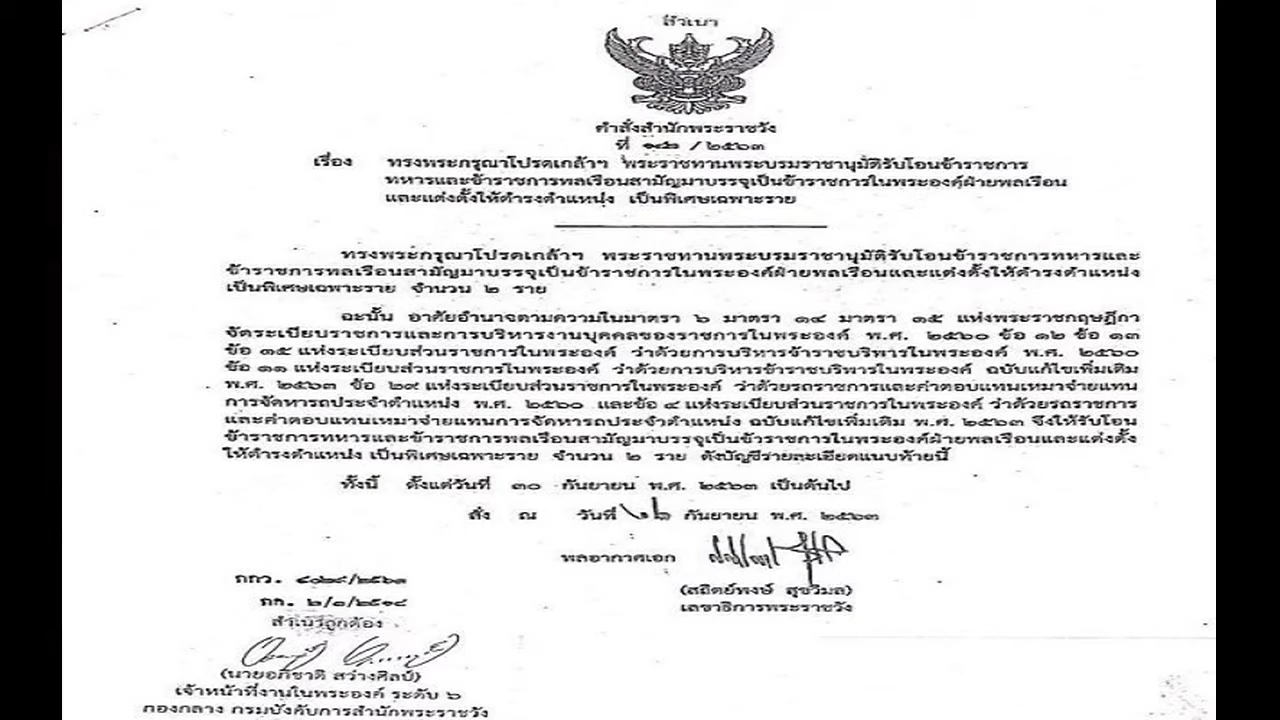 สำเนา
คำสั่งสำนักพระราชวัง
ที่ /๒๕๖๓
เรื่อง ทรงพระกรุณาโปรดเกล้าฯ พระราชทานพระบรมราชานุมัติรับโอนข้าราชการ
ทหารและข้าราชการพลเรือนสามัญมาบรรจุเป็นข้าราชการในพระองค์ฝ่ายพลเรือน
และแต่งตั้งให้ดำรงตำแหน่ง เป็นพิเศษเฉพาะราย
ทรงพระกรุณาโปรดเกล้าฯ พระราชทานพระบรมราชานุมัติรับโอนข้าราชการทหารและ
ข้าราชการพลเรือนสามัญมาบรรจุเป็นข้าราชการในพระองค์ฝ่ายพลเรือนและแต่งตั้งให้ดำรงตำแหน่ง
เป็นพิเศษเฉพาะราย จำนวน ๒ ราย
ฉะนั้น อาศัยอำนาจตามความในมาตรา ๖ มาตรา ๑๔ มาตรา ๑๕ แห่งพระราชกฤษฎีกา
จัดระเบียบราชการและการบริหารงานบุคคลของราชการในพระองค์ พ.ศ. ๒๕๖๐ ข้อ ๑๒ ข้อ ๑๓
ข้อ ๑๕ แห่งระเบียบส่วนราชการในพระองค์ ว่าด้วยการบริหารข้าราชบริพารในพระองค์ พ.ศ. ๒๕๖๐
ข้อ ๑๑ แห่งระเบียบส่วนราชการในพระองค์ ว่าด้วยการบริหารข้าราชบริพารในพระองค์ ฉบับแก้ไขเพิ่มเติม
พ.ศ. ๒๕๖๓ ข้อ ๒๙ แห่งระเบียบส่วนราชการในพระองค์ ว่าด้วยรถราชการและค่าตอบแทนเหมาจ่ายแทน
การจัดหารถประจำตำแหน่ง พ.ศ. ๒๕๖๐ และข้อ ๔ แห่งระเบียบส่วนราชการในพระองค์ ว่าด้วยรถราชการ
และค่าตอบแทนเหมาจ่ายแทนการจัดหารถประจำตำแหน่ง ฉบับแก้ไขเพิ่มเติม พ.ศ. ๒๕๖๓ จึงให้รับโอน
ข้าราชการทหารและข้าราชการพลเรือนสามัญมาบรรจุเป็นข้าราชการในพระองค์ฝ่ายพลเรือนและแต่งตั้ง
ให้ดำรงตำแหน่ง เป็นพิเศษเฉพาะราย จำนวน ๒ ราย ดังบัญชีรายละเอียดแนบท้ายนี้
ทั้งนี้ ตั้งแต่วันที่ ๓๐ กันยายน พ.ศ. ๒๕๖๓ เป็นต้นไป
สั่ง ณ วันที่ กันยายน พ.ศ. ๒๕๖๓
พลอากาศเอก
(สถิตย์พงษ์ สุขวิมล)
เลขาธิการพระราชวัง
สำเนาถูกต้อง
(นายอภิชาติ สว่างศิลป์)
เจ้าหน้าที่งานในพระองค์ ระดับ ๖
กองกลาง กรมบังคับการสำนักพระราชวัง